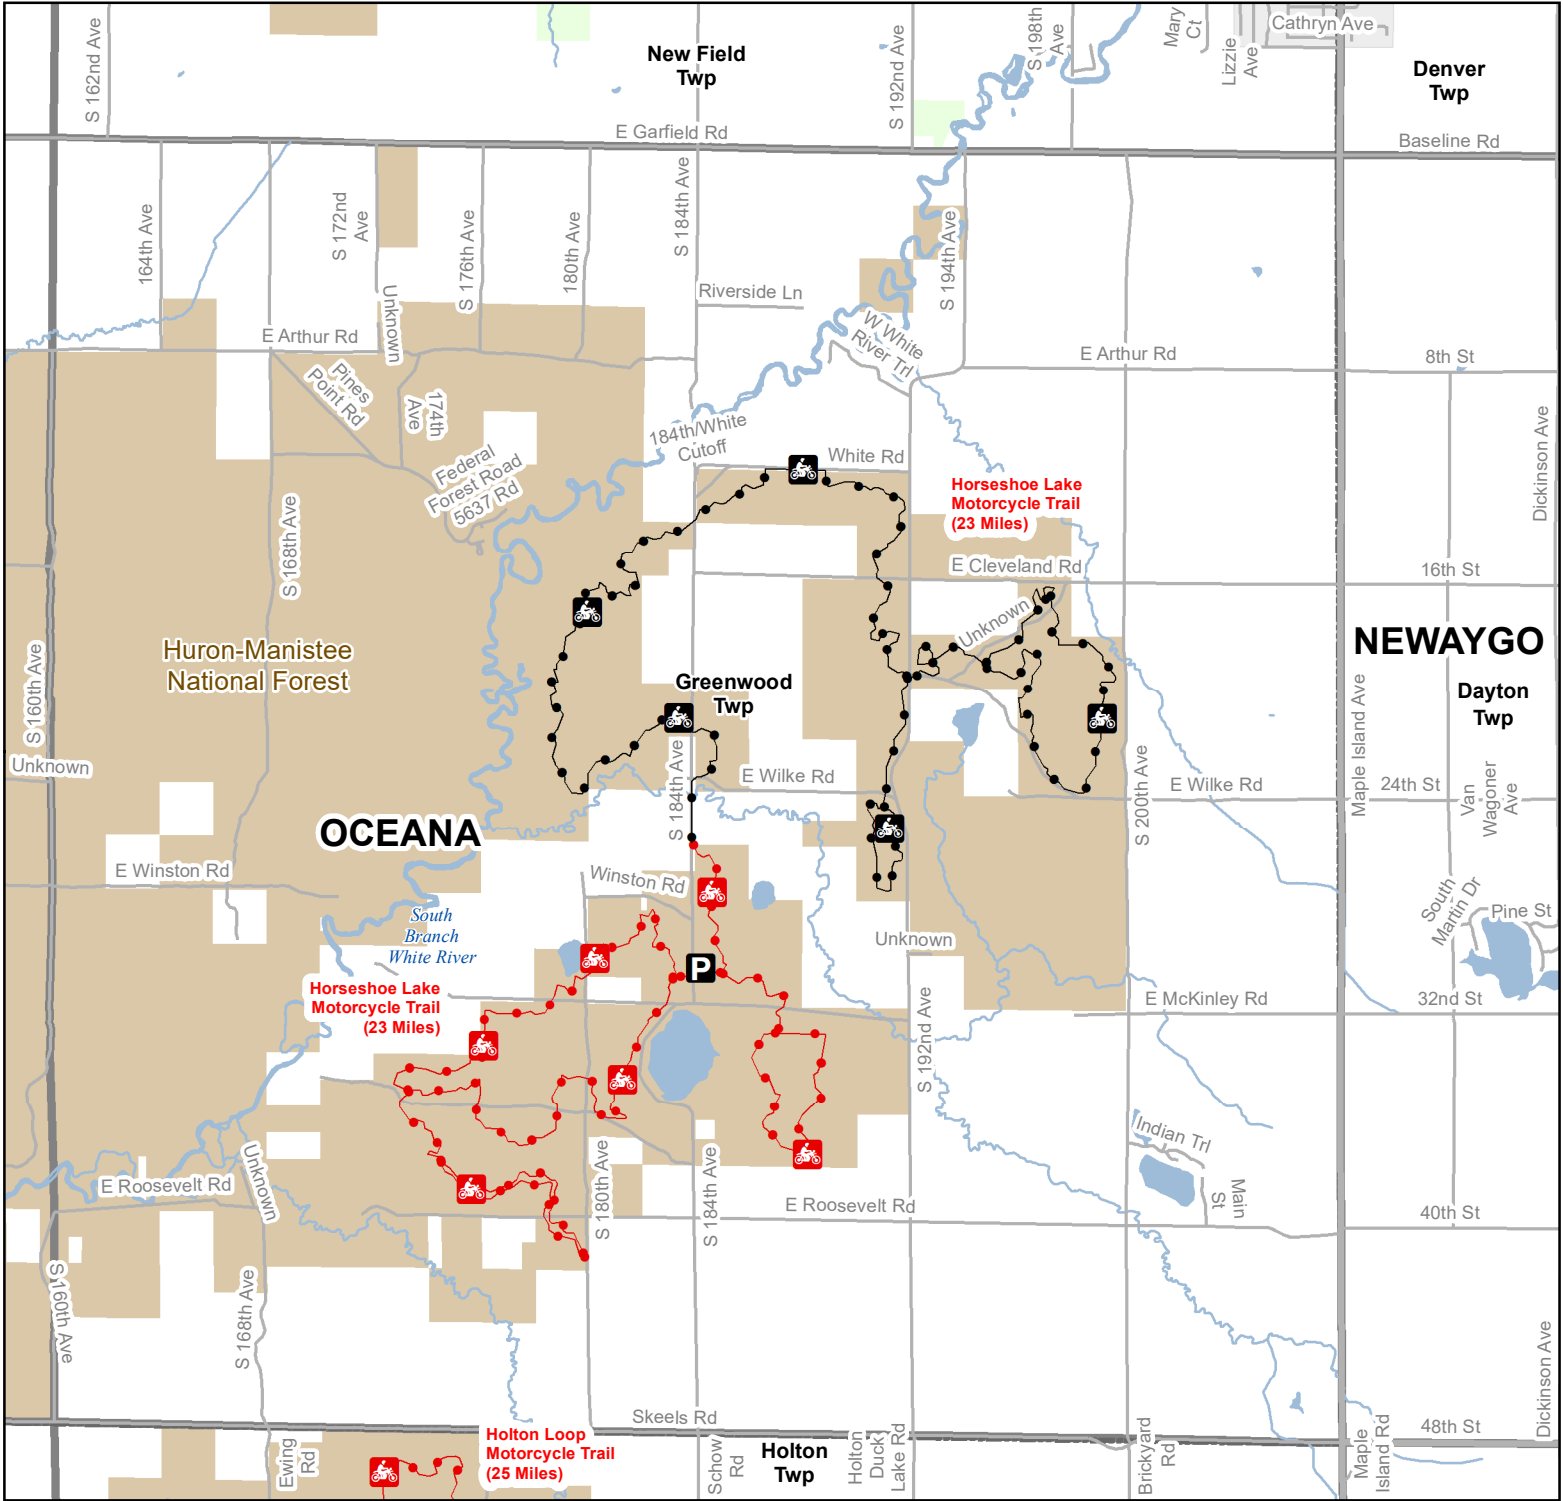 S 162nd Ave
New Field
Twp
S 192nd Ave
S 198th
Ave
Mary
Ct
Lizzie
Ave
Cathryn Ave
Denver
Twp
E Garfield Rd
Baseline Rd
164th Ave
S 172nd
Ave
S 176th Ave
180th Ave
S 184th Ave
S 194th Ave
Unknown
Riverside Ln
E Arthur Rd
W White
River Trl
E Arthur Rd
8th St
Pines
Point Rd
174th
Ave
184th/White
Cutoff
Federal
Forest Road
5637 Rd
White Rd
Dickinson Ave
Horseshoe Lake
Motorcycle Trail
(23 Miles)
S 168th Ave
E Cleveland Rd
16th St
Unknown
Huron-Manistee
National Forest
NEWAYGO
S 160th Ave
Greenwood
Twp
Maple Island Ave
Dayton
Twp
Unknown
S 184th Ave
E Wilke Rd
S 200th Ave
E Wilke Rd
24th St
Van
Wagoner
Ave
OCEANA
E Winston Rd
Winston Rd
South
Martin Dr
Pine St
South
Branch
White River
Unknown
P
Horseshoe Lake
Motorcycle Trail
(23 Miles)
S 192nd Ave
E McKinley Rd
32nd St
Indian Trl
Main
St
E Roosevelt Rd
Unknown
S 180th Ave
S 184th Ave
E Roosevelt Rd
40th St
S 160th Ave
S 168th Ave
Dickinson Ave
Skeels Rd
48th St
Ewing
Rd
Holton Loop
Motorcycle Trail
(25 Miles)
Schow
Rd
Holton
Twp
Holton
Duck
Lake Rd
Brickyard
Rd
Maple
Island Rd